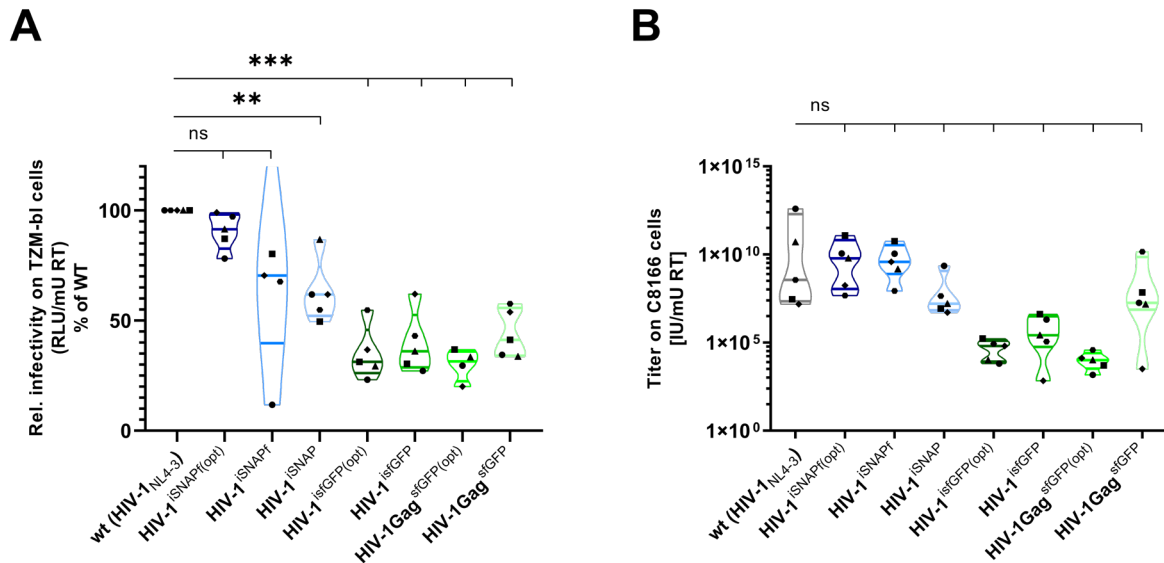 A
***
**
ns
Rel. infectivity on TZM-bl cells
(RLU/mU RT)
% of WT
100
50
0
wt (HIV-1NL4-3)
HIV-1iSNAPf(opt)
HIV-1iSNAPf
HIV-1iSNAP
HIV-1isfGFP(opt)
HIV-1isfGFP
HIV-1Gag sfGFP(opt)
HIV-1Gag sfGFP
B
ns
Titer on C8166 cells
[IU/mU RT]
1×10^15
1×10^10
1×10^5
1×10^0
wt (HIV-1NL4-3)
HIV-1iSNAPf(opt)
HIV-1iSNAPf
HIV-1iSNAP
HIV-1isfGFP(opt)
HIV-1isfGFP
HIV-1Gag sfGFP(opt)
HIV-1Gag sfGFP